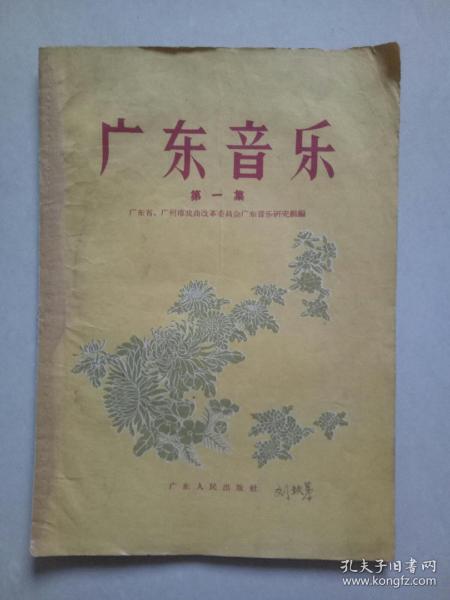 广东音乐
第一集
广东省、广州市戏曲改革委员会广东音乐研究组編
广东人民出版社
刘
孔夫子旧书网
www.kongfz.com